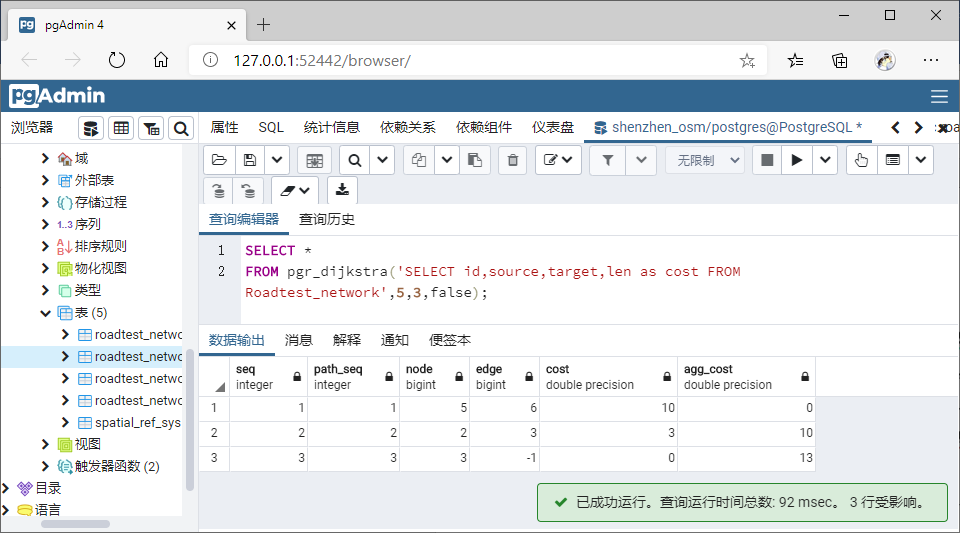 pgAdmin 4
127.0.0.1:52442/browser/
pgAdmin
浏览器
属性 SQL 统计信息 依赖关系 依赖组件 仪表盘 shenzhen_osm/postgres@PostgreSQL *
域
外部表
存储过程
1..3 序列
排序规则
物化视图
类型
表 (5)
roadtest_netwo
roadtest_netwo
roadtest_netwo
roadtest_netwo
spatial_ref_sys
视图
触发器函数 (2)
目录
语言
无限制
查询编辑器 查询历史
1 SELECT *
2 FROM pgr_dijkstra('SELECT id,source,target,len as cost FROM
Roadtest_network',5,3,false);
数据输出 消息 解释 通知 便签本
seq path_seq node edge cost agg_cost
integer integer bigint bigint double precision double precision
1 1 1 5 6 10 0
2 2 2 2 3 3 10
3 3 3 3 -1 0 13
已成功运行。查询运行时间总数: 92 msec。 3 行受影响。